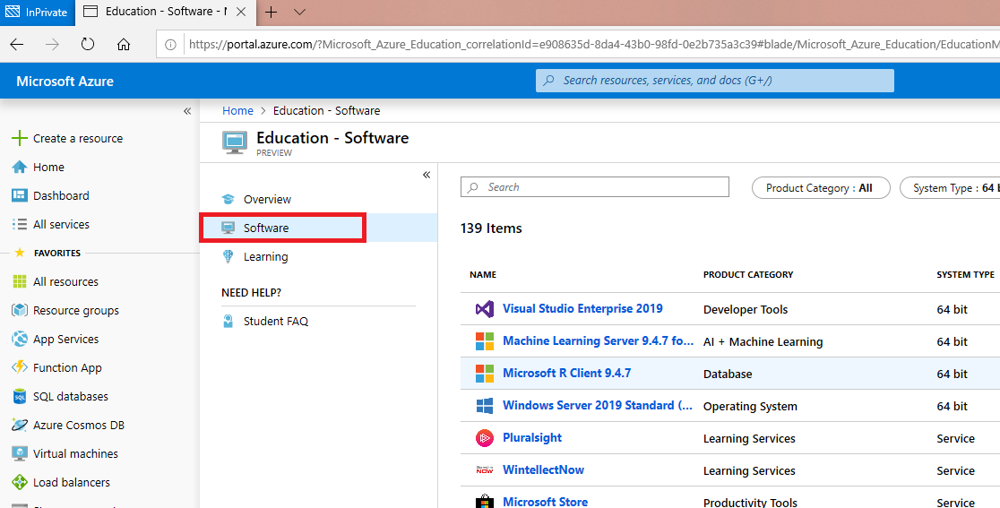 InPrivate
Education - Software - M
https://portal.azure.com/?Microsoft_Azure_Education_correlationId=e908635d-8da4-43b0-98fd-0e2b735a3c39#blade/Microsoft_Azure_Education/EducationM
Microsoft Azure
Search resources, services, and docs (G+/)
Home > Education - Software
Education - Software
PREVIEW
Create a resource
Home
Dashboard
All services
FAVORITES
All resources
Resource groups
App Services
Function App
SQL databases
Azure Cosmos DB
Virtual machines
Load balancers
Overview
Software
Learning
NEED HELP?
Student FAQ
Search
Product Category : All
System Type : 64 b
139 Items
NAME PRODUCT CATEGORY SYSTEM TYPE
Visual Studio Enterprise 2019 Developer Tools 64 bit
Machine Learning Server 9.4.7 fo... AI + Machine Learning 64 bit
Microsoft R Client 9.4.7 Database 64 bit
Windows Server 2019 Standard (... Operating System 64 bit
Pluralsight Learning Services Service
WintellectNow Learning Services Service
Microsoft Store Productivity Tools Service